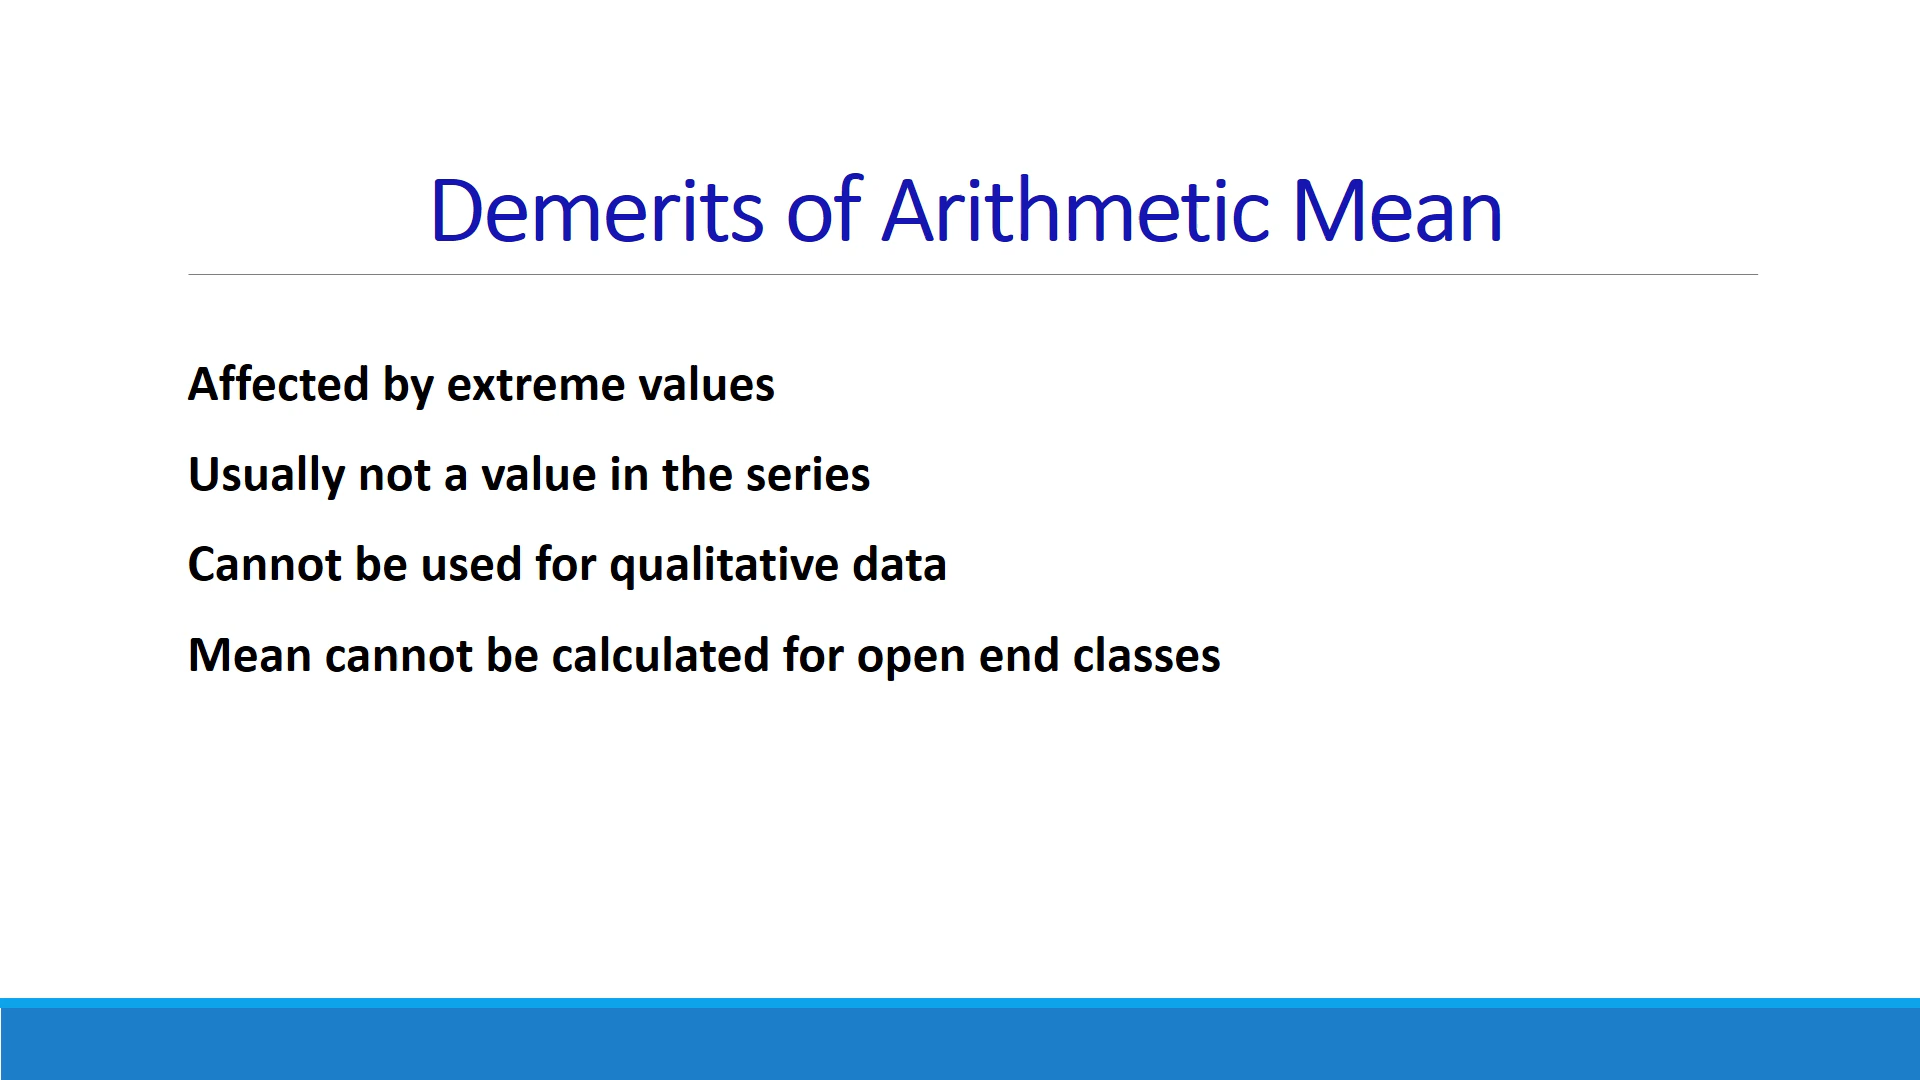 Demerits of Arithmetic Mean
Affected by extreme values
Usually not a value in the series
Cannot be used for qualitative data
Mean cannot be calculated for open end classes